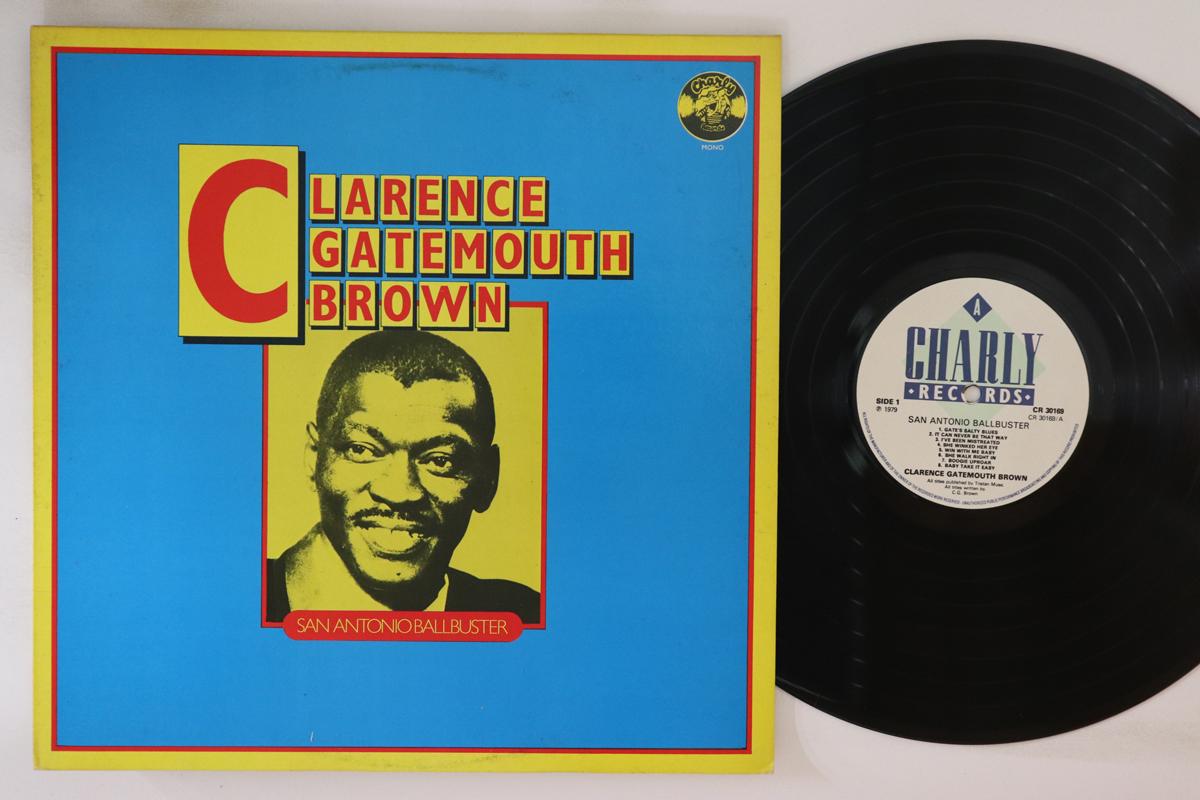 Charly
Records
MONO
CLARENCE
GATEMOUTH
BROWN
SAN ANTONIO BALLBUSTER
A
CHARLY
RECORDS
SIDE 1
℗ 1979
CR 30169
CR 30169/A
SAN ANTONIO BALLBUSTER
1. GATE'S SALTY BLUES
2. IT CAN NEVER BE THAT WAY
3. I'VE BEEN MISTREATED
4. SHE WINKED HER EYE
5. WIN WITH ME BABY
6. SHE WALK RIGHT IN
7. BOOGIE UPROAR
8. BABY TAKE IT EASY
CLARENCE GATEMOUTH BROWN
All titles published by Tristan Music.
All titles written by
C.G. Brown